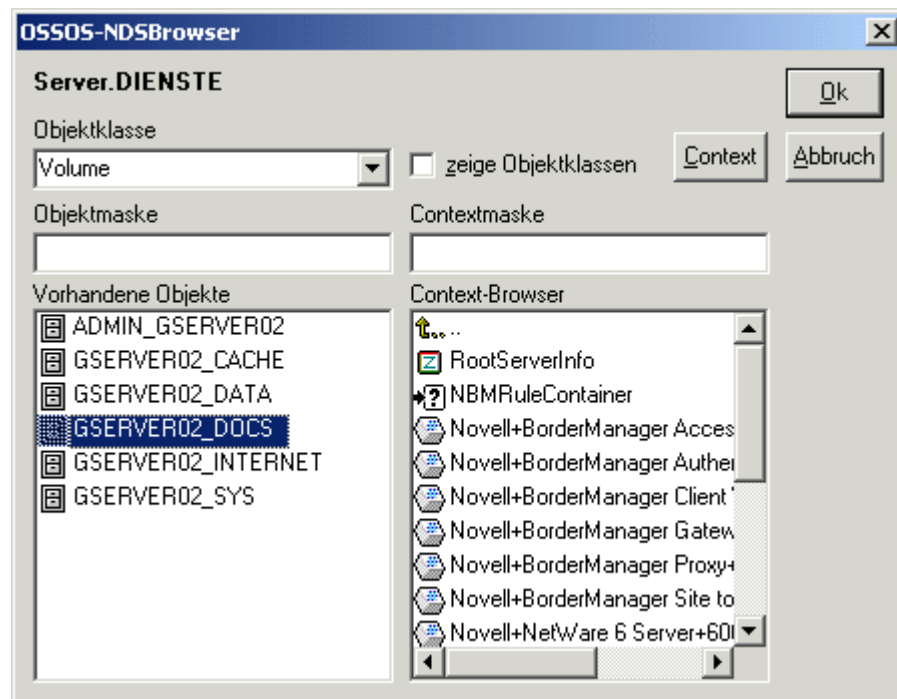 OSSOS-NDSBrowser
Server.DIENSTE
Ok
Objektklasse
Volume
zeige Objektklassen
Context
Abbruch
Objektmaske
Contextmaske
Vorhandene Objekte
Context-Browser
ADMIN_GSERVER02
GSERVER02_CACHE
GSERVER02_DATA
GSERVER02_DOCS
GSERVER02_INTERNET
GSERVER02_SYS
..
RootServerInfo
NBMRuleContainer
Novell+BorderManager Acces
Novell+BorderManager Auther
Novell+BorderManager Client
Novell+BorderManager Gatew
Novell+BorderManager Proxy+
Novell+BorderManager Site to
Novell+NetWare 6 Server+60